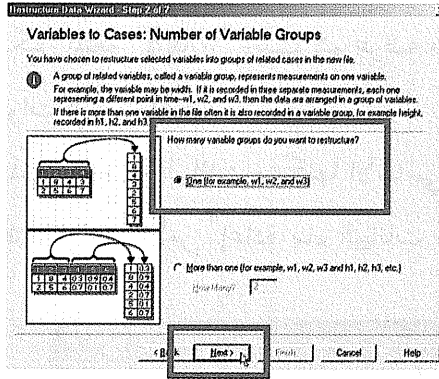 Restructure Data Wizard - Step 2 of 7
Variables to Cases: Number of Variable Groups
You have chosen to restructure selected variables into groups of related cases in the new file.
A group of related variables, called a variable group, represents measurements on one variable.
For example, the variable may be width. If it is recorded in three separate measurements, each one
representing a different point in time--w1, w2, and w3, then the data are arranged in a group of variables.
If there is more than one variable in the file often it is also recorded in a variable group, for example height,
recorded in h1, h2, and h3
How many variable groups do you want to restructure?
One (for example, w1, w2, and w3)
More than one (for example, w1, w2, w3 and h1, h2, h3, etc.)
How Many? 2
< Back Next > Finish Cancel Help